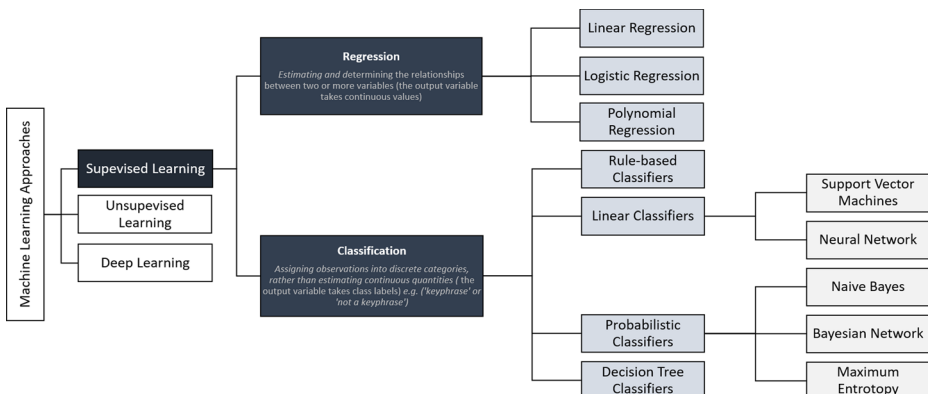 Machine Learning Approaches
Supevised Learning
Unsupevised
Learning
Deep Learning
Regression
Estimating and determining the relationships
between two or more variables (the output variable
takes continuous values)
Classification
Assigning observations into discrete categories,
rather than estimating continuous quantities ( the
output variable takes class labels) e.g. ('keyphrase' or
'not a keyphrase')
Linear Regression
Logistic Regression
Polynomial
Regression
Rule-based
Classifiers
Linear Classifiers
Probabilistic
Classifiers
Decision Tree
Classifiers
Support Vector
Machines
Neural Network
Naive Bayes
Bayesian Network
Maximum
Entrotopy